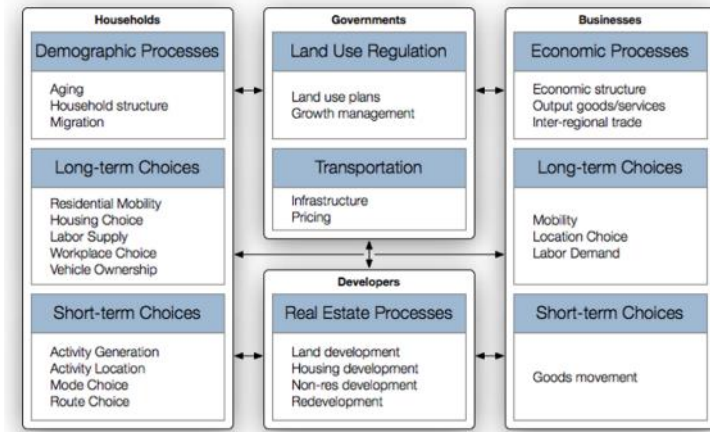 Households
Demographic Processes
Aging
Household structure
Migration
Long-term Choices
Residential Mobility
Housing Choice
Labor Supply
Workplace Choice
Vehicle Ownership
Short-term Choices
Activity Generation
Activity Location
Mode Choice
Route Choice
Governments
Land Use Regulation
Land use plans
Growth management
Transportation
Infrastructure
Pricing
Developers
Real Estate Processes
Land development
Housing development
Non-res development
Redevelopment
Businesses
Economic Processes
Economic structure
Output goods/services
Inter-regional trade
Long-term Choices
Mobility
Location Choice
Labor Demand
Short-term Choices
Goods movement